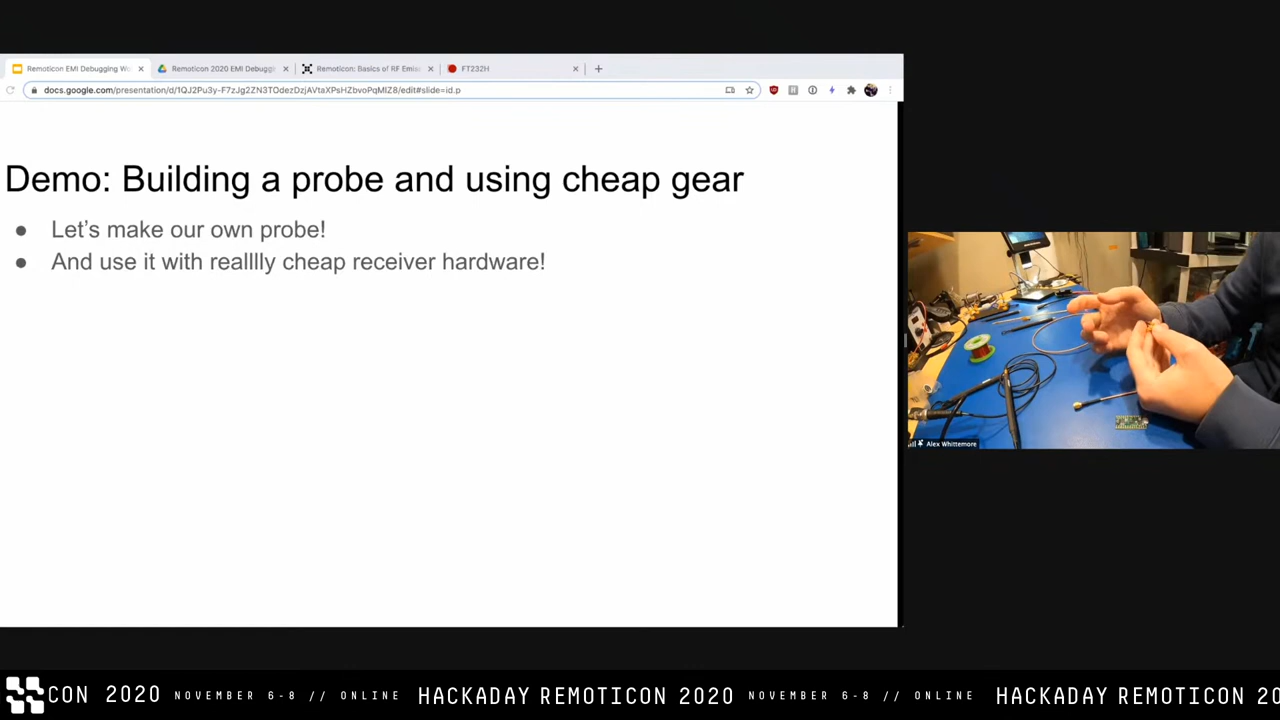 Remoticon EMI Debugging Wo
Remoticon 2020 EMI Debuggi
Remoticon: Basics of RF Emis
FT232H
docs.google.com/presentation/d/1QJ2Pu3y-F7zJg2ZN3TOdezDzjAVtaXPsHZbvoPqMlZ8/edit#slide=id.p
Demo: Building a probe and using cheap gear
● Let's make our own probe!
● And use it with realllly cheap receiver hardware!
Alex Whittemore
CON 2020 NOVEMBER 6-8 // ONLINE HACKADAY REMOTICON 2020 NOVEMBER 6-8 // ONLINE HACKADAY REMOTICON 20